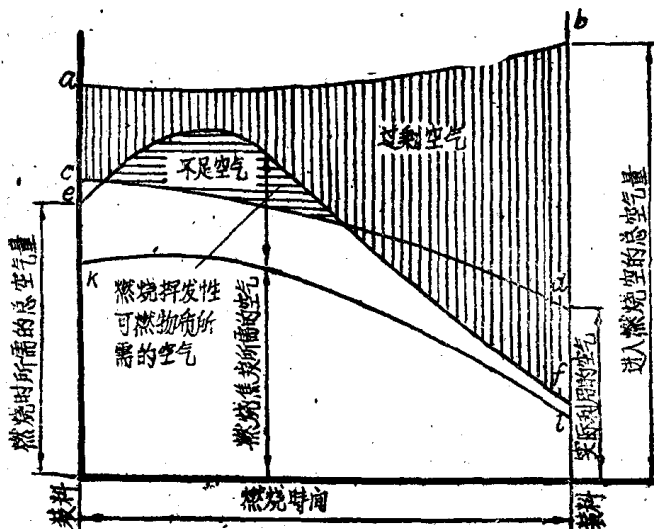 b
a
过剩空气
不足空气
c
e
K
d
燃烧挥发性
可燃物质所
需的空气
f
l
燃烧时所需的总空气量
燃烧焦炭所需的空气
实际利用的空气
进入燃烧室的总空气量
装料
燃烧时间
装料